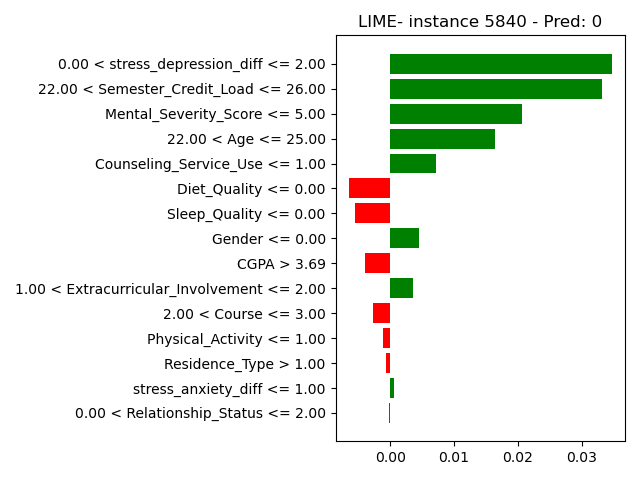 LIME- instance 5840 - Pred: 0
0.00 < stress_depression_diff <= 2.00
22.00 < Semester_Credit_Load <= 26.00
Mental_Severity_Score <= 5.00
22.00 < Age <= 25.00
Counseling_Service_Use <= 1.00
Diet_Quality <= 0.00
Sleep_Quality <= 0.00
Gender <= 0.00
CGPA > 3.69
1.00 < Extracurricular_Involvement <= 2.00
2.00 < Course <= 3.00
Physical_Activity <= 1.00
Residence_Type > 1.00
stress_anxiety_diff <= 1.00
0.00 < Relationship_Status <= 2.00
0.00 0.01 0.02 0.03